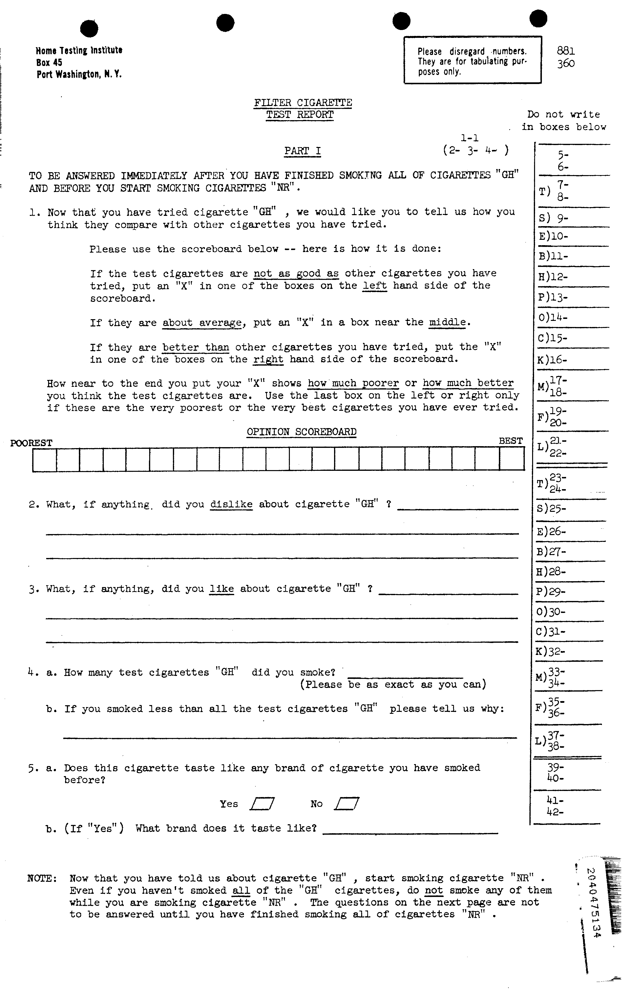 Home Testing Institute
Box 45
Port Washington, N.Y.
Please disregard numbers.
They are for tabulating pur-
poses only.
881
360
FILTER CIGARETTE
TEST REPORT
Do not write
in boxes below
1-1
PART I (2- 3- 4- )
TO BE ANSWERED IMMEDIATELY AFTER YOU HAVE FINISHED SMOKING ALL OF CIGARETTES "GH"
AND BEFORE YOU START SMOKING CIGARETTES "NR".
1. Now that you have tried cigarette "GH" , we would like you to tell us how you
think they compare with other cigarettes you have tried.
Please use the scoreboard below -- here is how it is done:
If the test cigarettes are not as good as other cigarettes you have
tried, put an "X" in one of the boxes on the left hand side of the
scoreboard.
If they are about average, put an "X" in a box near the middle.
If they are better than other cigarettes you have tried, put the "X"
in one of the boxes on the right hand side of the scoreboard.
How near to the end you put your "X" shows how much poorer or how much better
you think the test cigarettes are. Use the last box on the left or right only
if these are the very poorest or the very best cigarettes you have ever tried.
OPINION SCOREBOARD
POOREST BEST
2. What, if anything, did you dislike about cigarette "GH" ?
3. What, if anything, did you like about cigarette "GH" ?
4. a. How many test cigarettes "GH" did you smoke?
(Please be as exact as you can)
b. If you smoked less than all the test cigarettes "GH" please tell us why:
5. a. Does this cigarette taste like any brand of cigarette you have smoked
before?
Yes No
b. (If "Yes") What brand does it taste like?
NOTE: Now that you have told us about cigarette "GH" , start smoking cigarette "NR" .
Even if you haven't smoked all of the "GH" cigarettes, do not smoke any of them
while you are smoking cigarette "NR" . The questions on the next page are not
to be answered until you have finished smoking all of cigarettes "NR" .
5-
6-
T) 7-
8-
S) 9-
E)10-
B)11-
H)12-
P)13-
O)14-
C)15-
K)16-
M)17-
18-
F)19-
20-
L)21-
22-
T)23-
24-
S)25-
E)26-
B)27-
H)28-
P)29-
O)30-
C)31-
K)32-
M)33-
34-
F)35-
36-
L)37-
38-
39-
40-
41-
42-
2040475134